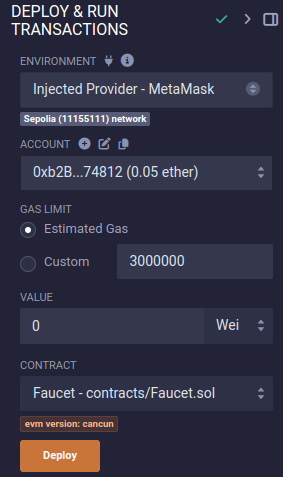 DEPLOY & RUN
TRANSACTIONS
ENVIRONMENT
Injected Provider - MetaMask
Sepolia (11155111) network
ACCOUNT
0xb2B...74812 (0.05 ether)
GAS LIMIT
Estimated Gas
Custom 3000000
VALUE
0 Wei
CONTRACT
Faucet - contracts/Faucet.sol
evm version: cancun
Deploy